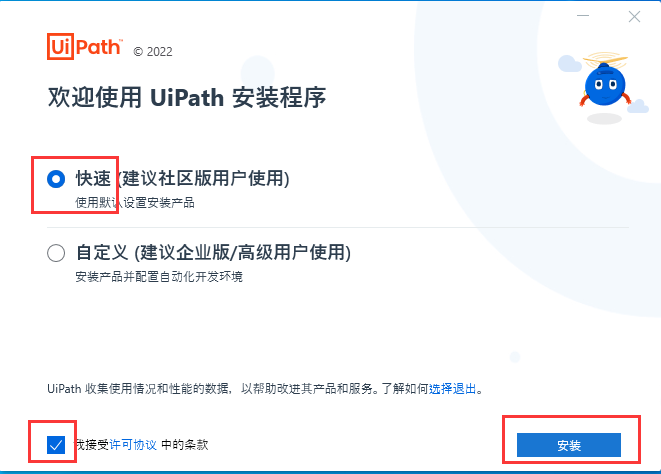 UiPath™ © 2022
欢迎使用 UiPath 安装程序
快速 (建议社区版用户使用)
使用默认设置安装产品
自定义 (建议企业版/高级用户使用)
安装产品并配置自动化开发环境
UiPath 收集使用情况和性能的数据，以帮助改进其产品和服务。了解如何选择退出。
我接受许可协议 中的条款
安装